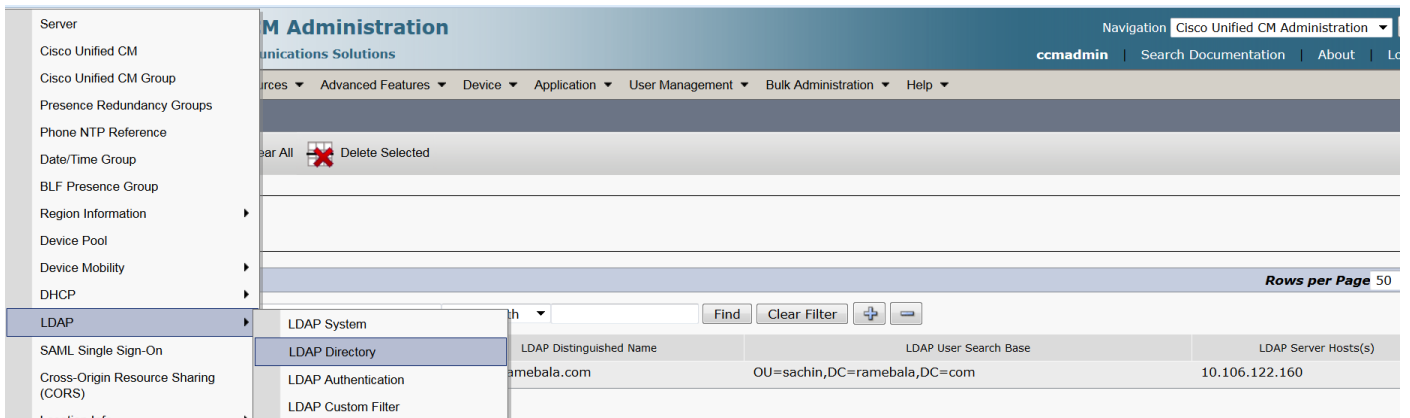 Server
Cisco Unified CM
Cisco Unified CM Group
Presence Redundancy Groups
Phone NTP Reference
Date/Time Group
BLF Presence Group
Region Information
Device Pool
Device Mobility
DHCP
LDAP
SAML Single Sign-On
Cross-Origin Resource Sharing
(CORS)
LDAP System
LDAP Directory
LDAP Authentication
LDAP Custom Filter
M Administration
unications Solutions
Navigation Cisco Unified CM Administration
ccmadmin | Search Documentation | About | Lo
urces Advanced Features Device Application User Management Bulk Administration Help
ear All Delete Selected
Rows per Page 50
th Find Clear Filter
LDAP Distinguished Name LDAP User Search Base LDAP Server Hosts(s)
amebala.com OU=sachin,DC=ramebala,DC=com 10.106.122.160